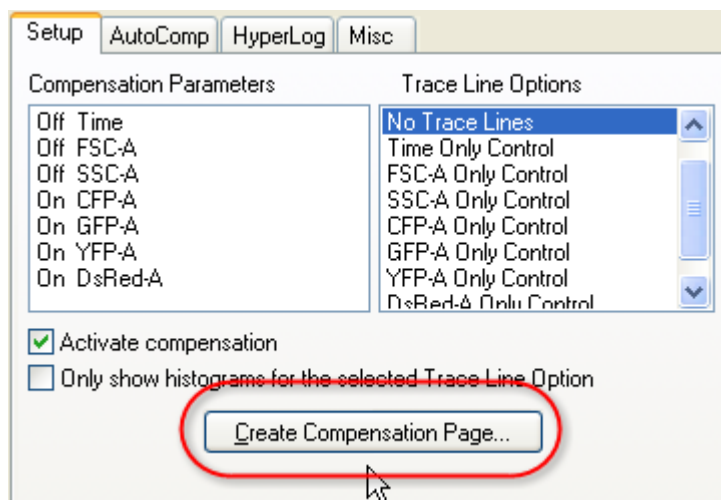 Setup AutoComp HyperLog Misc
Compensation Parameters
Off Time
Off FSC-A
Off SSC-A
On CFP-A
On GFP-A
On YFP-A
On DsRed-A
Trace Line Options
No Trace Lines
Time Only Control
FSC-A Only Control
SSC-A Only Control
CFP-A Only Control
GFP-A Only Control
YFP-A Only Control
DsRed-A Only Control
Activate compensation
Only show histograms for the selected Trace Line Option
Create Compensation Page...